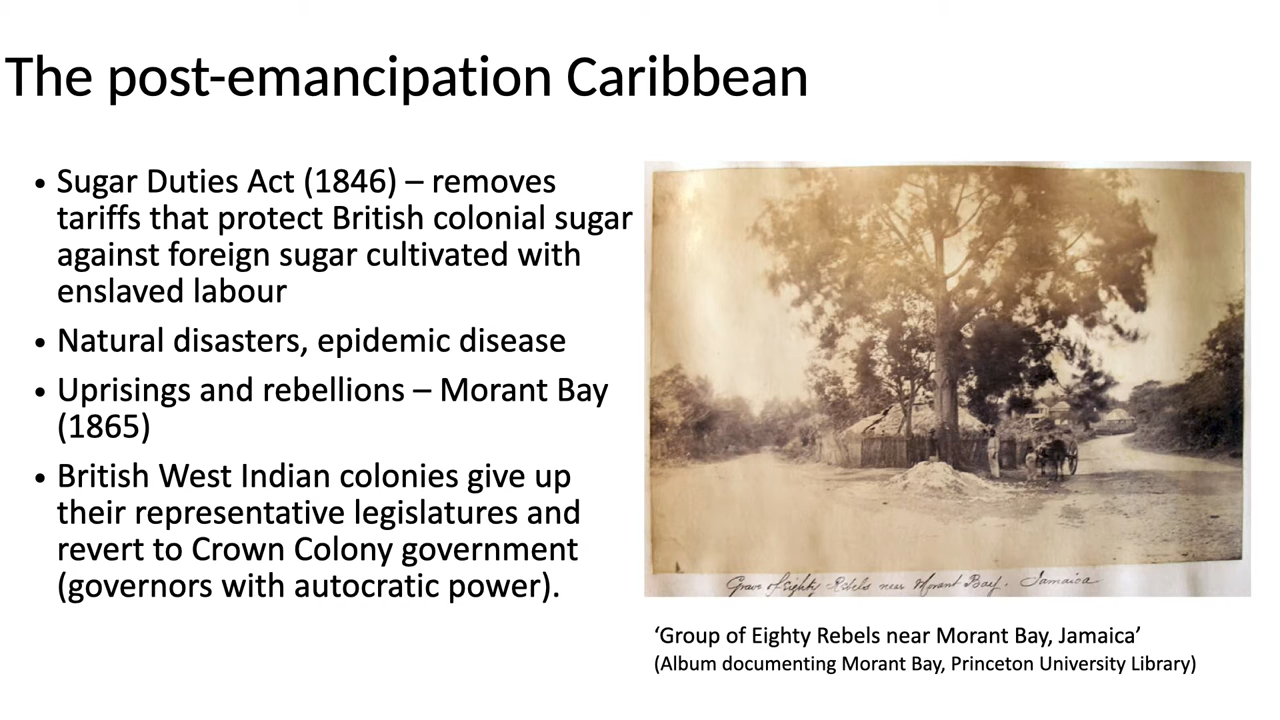 The post-emancipation Caribbean
• Sugar Duties Act (1846) – removes
tariffs that protect British colonial sugar
against foreign sugar cultivated with
enslaved labour
• Natural disasters, epidemic disease
• Uprisings and rebellions – Morant Bay
(1865)
• British West Indian colonies give up
their representative legislatures and
revert to Crown Colony government
(governors with autocratic power).
Grave of Eighty Rebels near Morant Bay. Jamaica
‘Group of Eighty Rebels near Morant Bay, Jamaica’
(Album documenting Morant Bay, Princeton University Library)